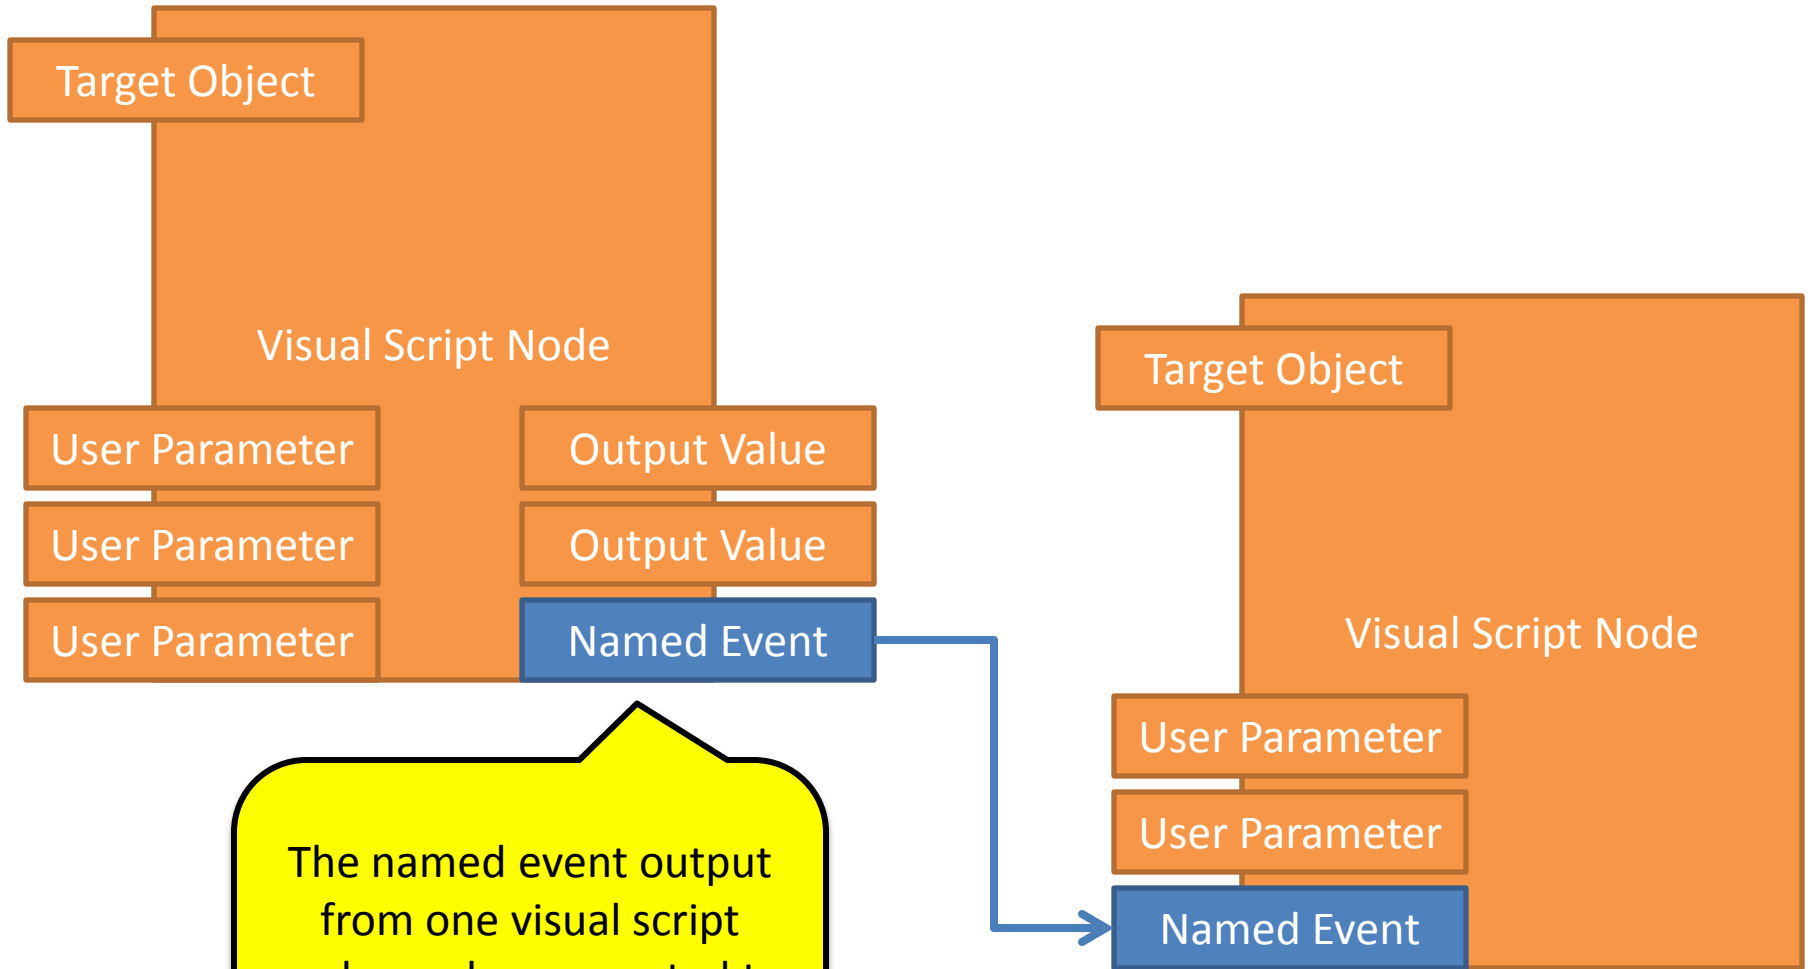 Target Object
Visual Script Node
User Parameter
Output Value
User Parameter
Output Value
User Parameter
Named Event
The named event output
from one visual script
Target Object
Visual Script Node
User Parameter
User Parameter
Named Event